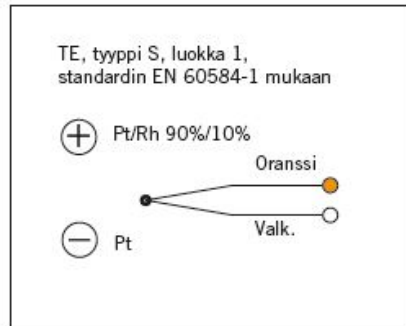 TE, tyyppi S, luokka 1,
standardin EN 60584-1 mukaan
+ Pt/Rh 90%/10%
Oranssi
Valk.
− Pt